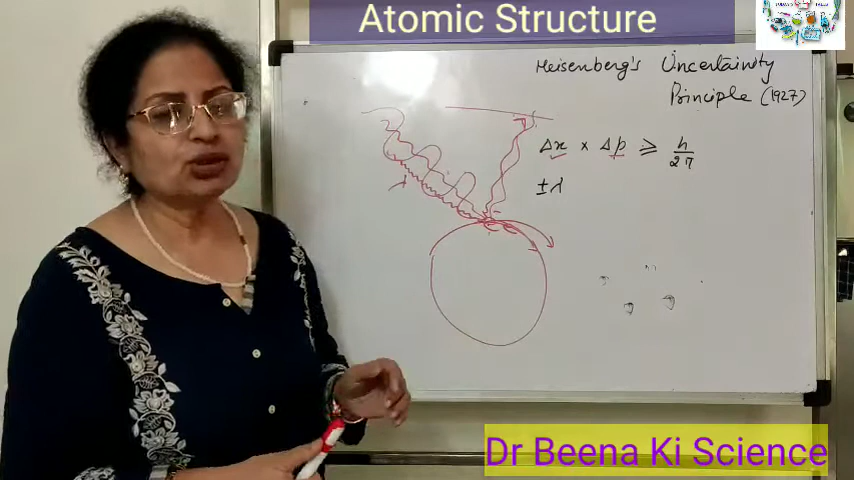 Atomic Structure
Heisenberg's Uncertainty
Principle (1927)
Δx × Δp ≥ h/2π
±λ
λ
Dr Beena Ki Science